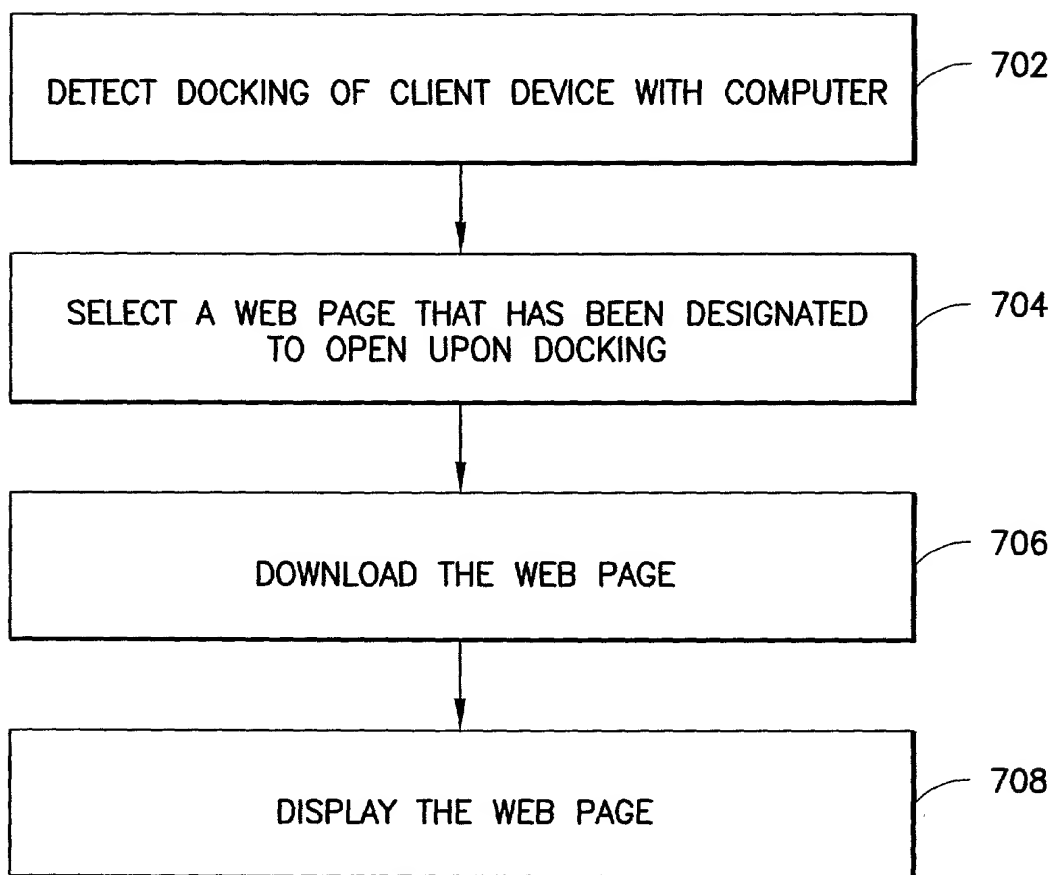 DETECT DOCKING OF CLIENT DEVICE WITH COMPUTER
702
SELECT A WEB PAGE THAT HAS BEEN DESIGNATED
TO OPEN UPON DOCKING
704
DOWNLOAD THE WEB PAGE
706
DISPLAY THE WEB PAGE
708